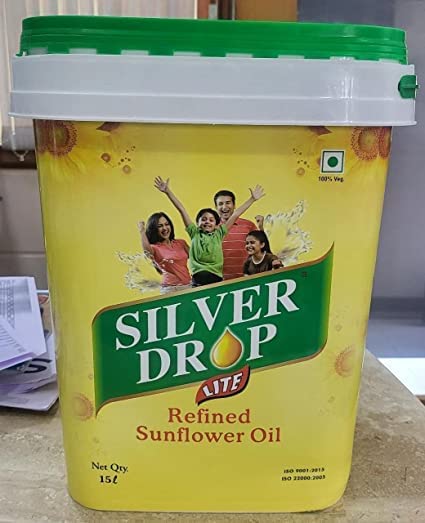 100% Veg.
SILVER
DROP
LITE
Refined
Sunflower Oil
Net Qty.
15ℓ
ISO 9001:2015
ISO 22000:2005